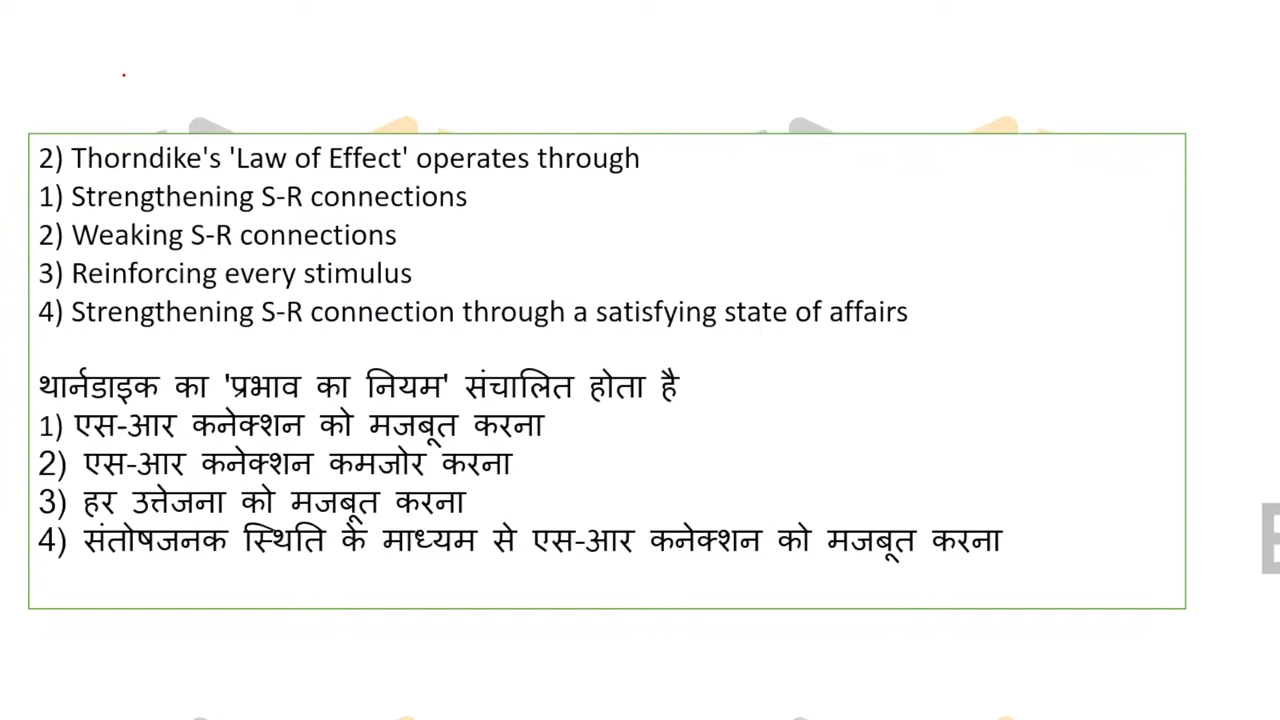 2) Thorndike's 'Law of Effect' operates through
1) Strengthening S-R connections
2) Weaking S-R connections
3) Reinforcing every stimulus
4) Strengthening S-R connection through a satisfying state of affairs
थार्नडाइक का 'प्रभाव का नियम' संचालित होता है
1) एस-आर कनेक्शन को मजबूत करना
2) एस-आर कनेक्शन कमजोर करना
3) हर उत्तेजना को मजबूत करना
4) संतोषजनक स्थिति के माध्यम से एस-आर कनेक्शन को मजबूत करना